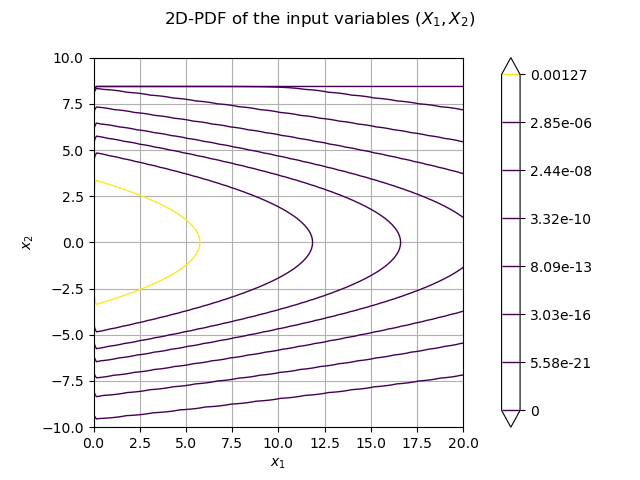 2D-PDF of the input variables (X₁, X₂)
10.0
7.5
5.0
2.5
0.0
−2.5
−5.0
−7.5
−10.0
x₂
0.0 2.5 5.0 7.5 10.0 12.5 15.0 17.5 20.0
x₁
0.00127
2.85e-06
2.44e-08
3.32e-10
8.09e-13
3.03e-16
5.58e-21
0